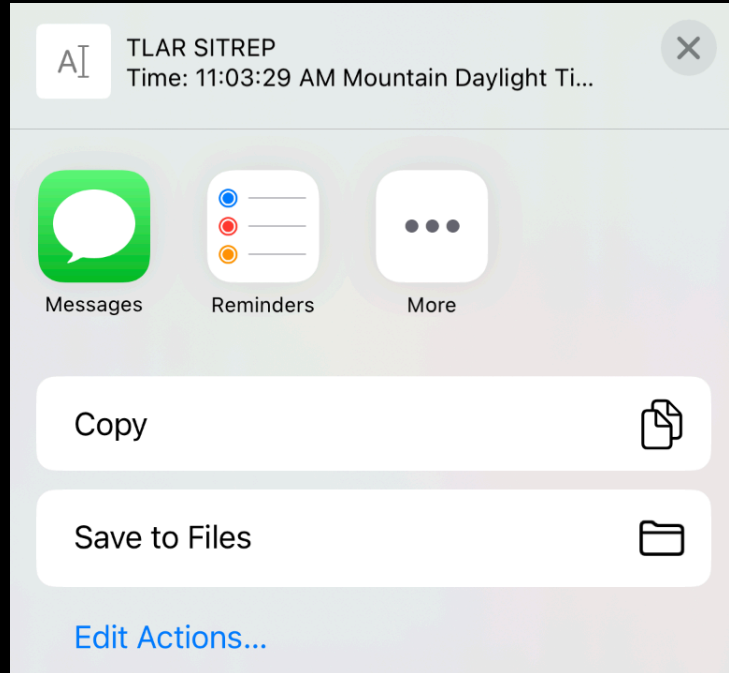 TLAR SITREP
Time: 11:03:29 AM Mountain Daylight Ti...
Messages
Reminders
More
Copy
Save to Files
Edit Actions...